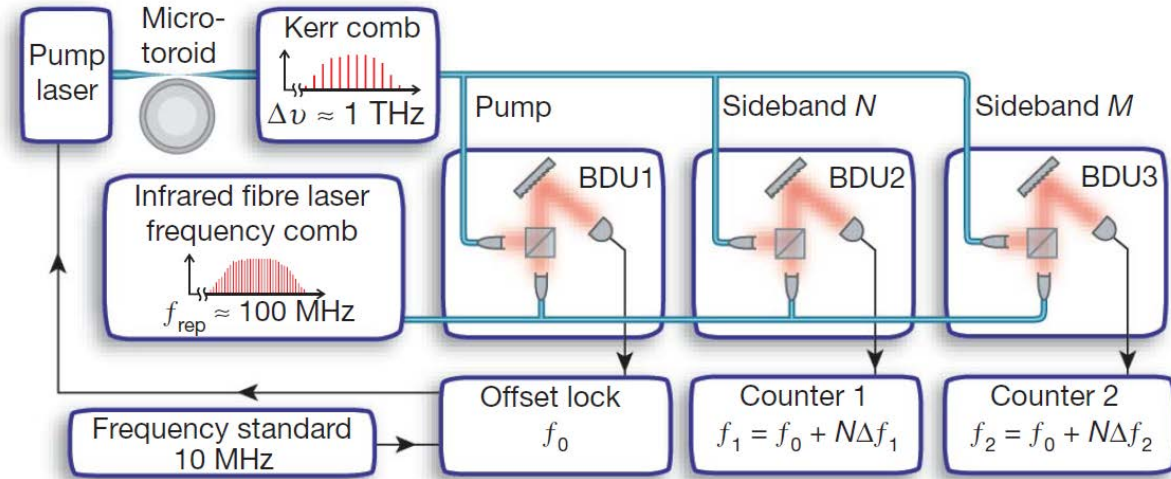 Pump
laser
Micro-
toroid
Kerr comb
Δυ ≈ 1 THz
Pump
Sideband N
Sideband M
BDU1
BDU2
BDU3
Infrared fibre laser
frequency comb
f_rep ≈ 100 MHz
Offset lock
f_0
Counter 1
f_1 = f_0 + NΔf_1
Counter 2
f_2 = f_0 + NΔf_2
Frequency standard
10 MHz